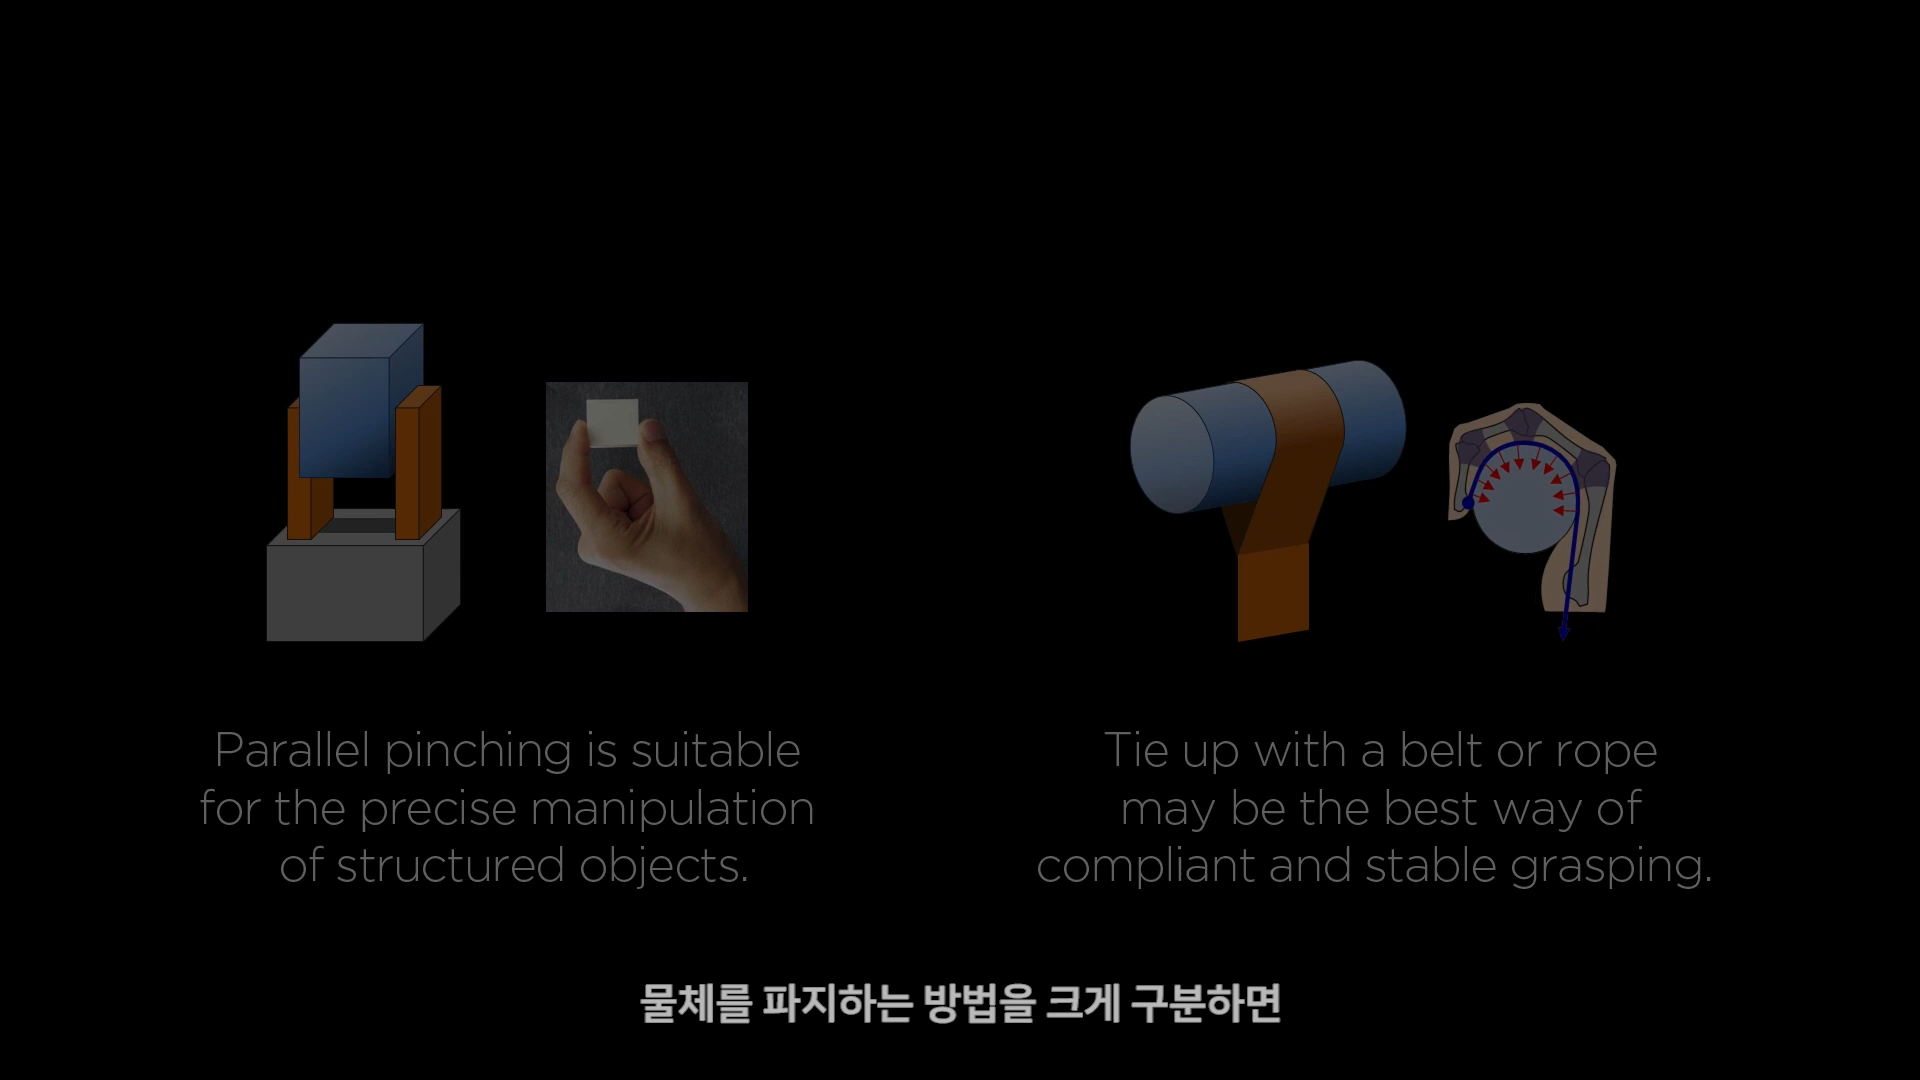 Parallel pinching is suitable
for the precise manipulation
of structured objects.
Tie up with a belt or rope
may be the best way of
compliant and stable grasping.
물체를 파지하는 방법을 크게 구분하면